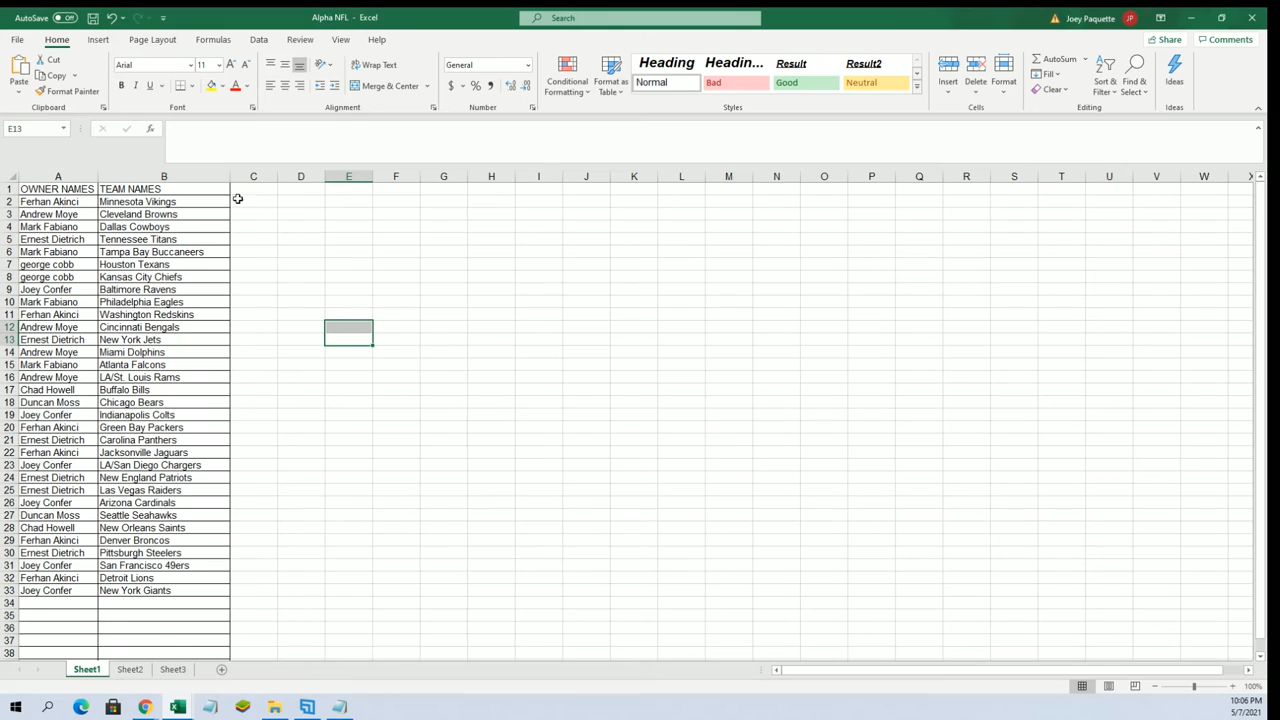 AutoSave Off Alpha NFL - Excel Search Joey Paquette JP
File Home Insert Page Layout Formulas Data Review View Help Share Comments
Cut Arial 11 A A Wrap Text General Heading Headin... Result Result2 AutoSum
Paste Copy Conditional Format as Insert Delete Format Fill Sort & Find & Ideas
Format Painter B I U A Merge & Center $ % Formatting Table Normal Bad Good Neutral Clear Filter Select
Clipboard Font Alignment Number Styles Cells Editing Ideas
E13 fx
A B C D E F G H I J K L M N O P Q R S T U V W X
1 OWNER NAMES TEAM NAMES
2 Ferhan Akinci Minnesota Vikings
3 Andrew Moye Cleveland Browns
4 Mark Fabiano Dallas Cowboys
5 Ernest Dietrich Tennessee Titans
6 Mark Fabiano Tampa Bay Buccaneers
7 george cobb Houston Texans
8 george cobb Kansas City Chiefs
9 Joey Confer Baltimore Ravens
10 Mark Fabiano Philadelphia Eagles
11 Ferhan Akinci Washington Redskins
12 Andrew Moye Cincinnati Bengals
13 Ernest Dietrich New York Jets
14 Andrew Moye Miami Dolphins
15 Mark Fabiano Atlanta Falcons
16 Andrew Moye LA/St. Louis Rams
17 Chad Howell Buffalo Bills
18 Duncan Moss Chicago Bears
19 Joey Confer Indianapolis Colts
20 Ferhan Akinci Green Bay Packers
21 Ernest Dietrich Carolina Panthers
22 Ferhan Akinci Jacksonville Jaguars
23 Joey Confer LA/San Diego Chargers
24 Ernest Dietrich New England Patriots
25 Ernest Dietrich Las Vegas Raiders
26 Joey Confer Arizona Cardinals
27 Duncan Moss Seattle Seahawks
28 Chad Howell New Orleans Saints
29 Ferhan Akinci Denver Broncos
30 Ernest Dietrich Pittsburgh Steelers
31 Joey Confer San Francisco 49ers
32 Ferhan Akinci Detroit Lions
33 Joey Confer New York Giants
34
35
36
37
38
Sheet1 Sheet2 Sheet3
100%
10:06 PM
5/7/2021